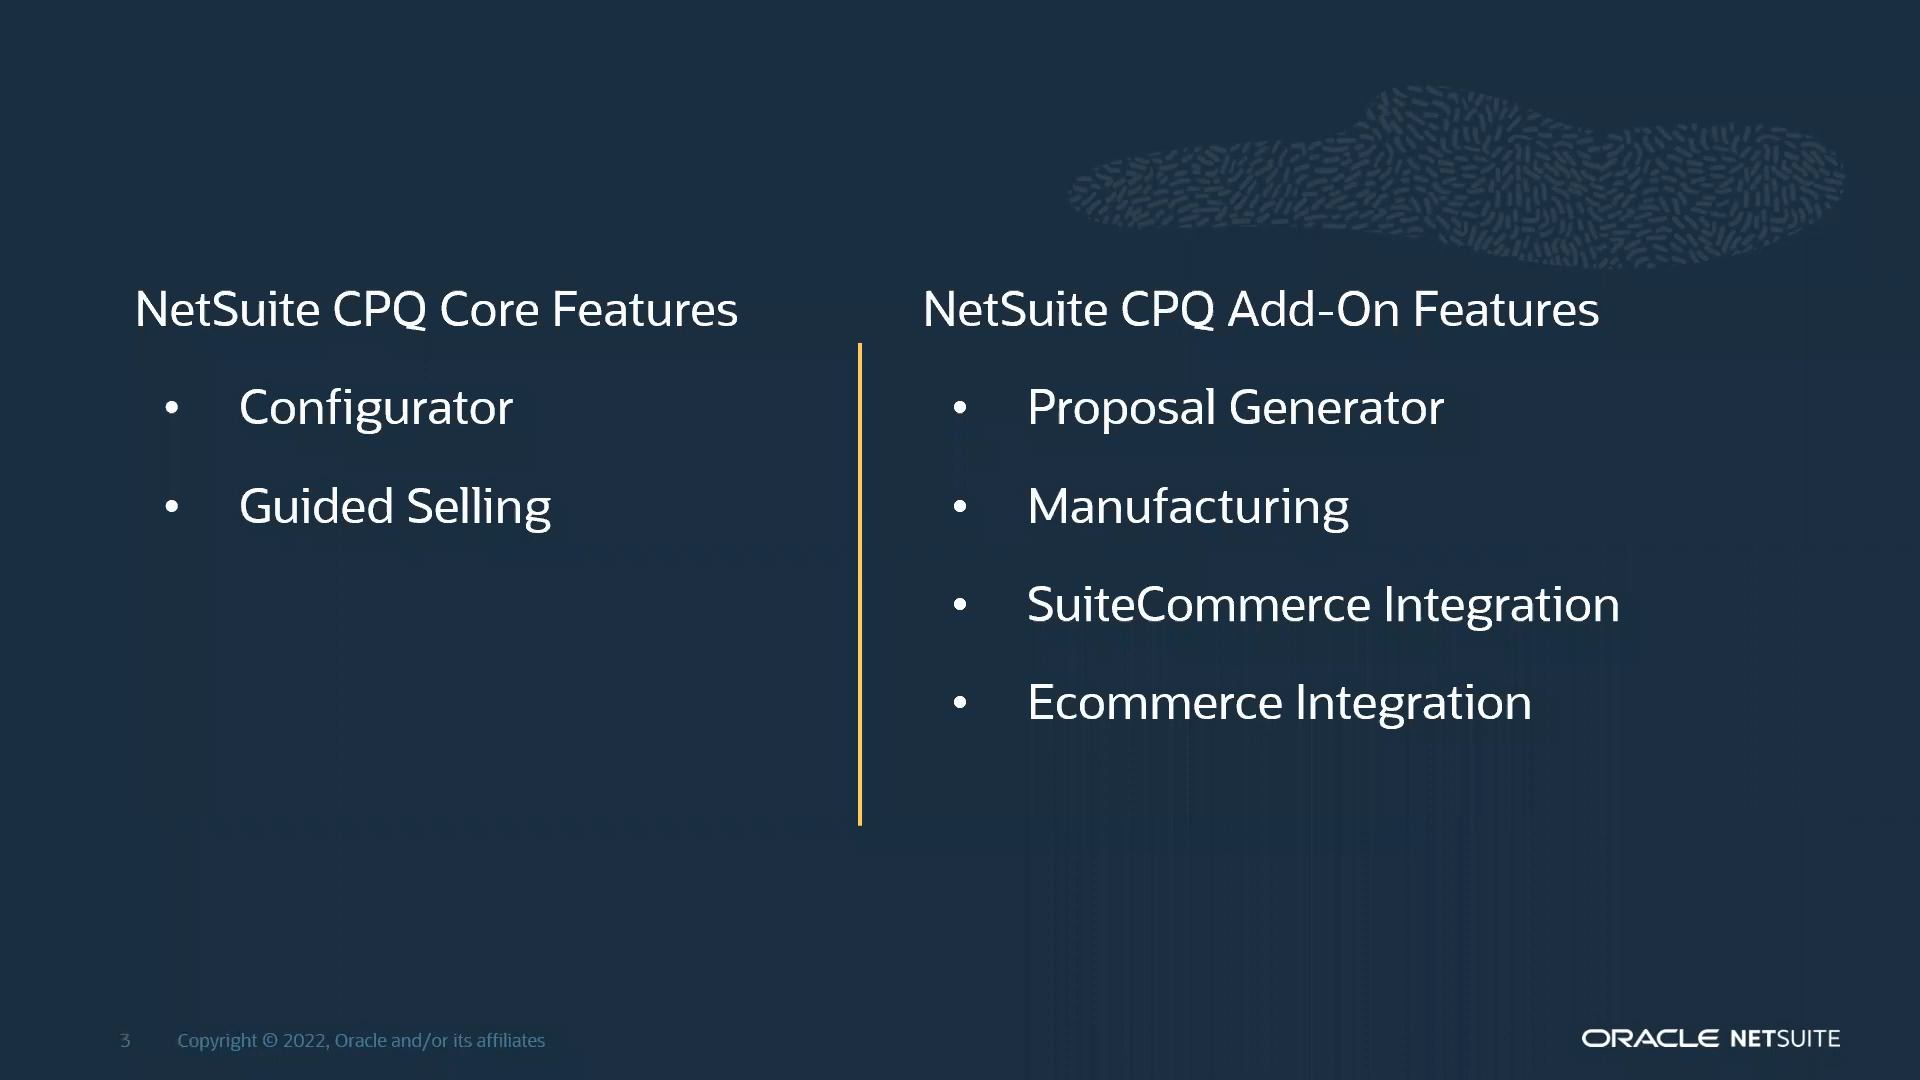 NetSuite CPQ Core Features
• Configurator
• Guided Selling
NetSuite CPQ Add-On Features
• Proposal Generator
• Manufacturing
• SuiteCommerce Integration
• Ecommerce Integration
3 Copyright © 2022, Oracle and/or its affiliates
ORACLE NETSUITE